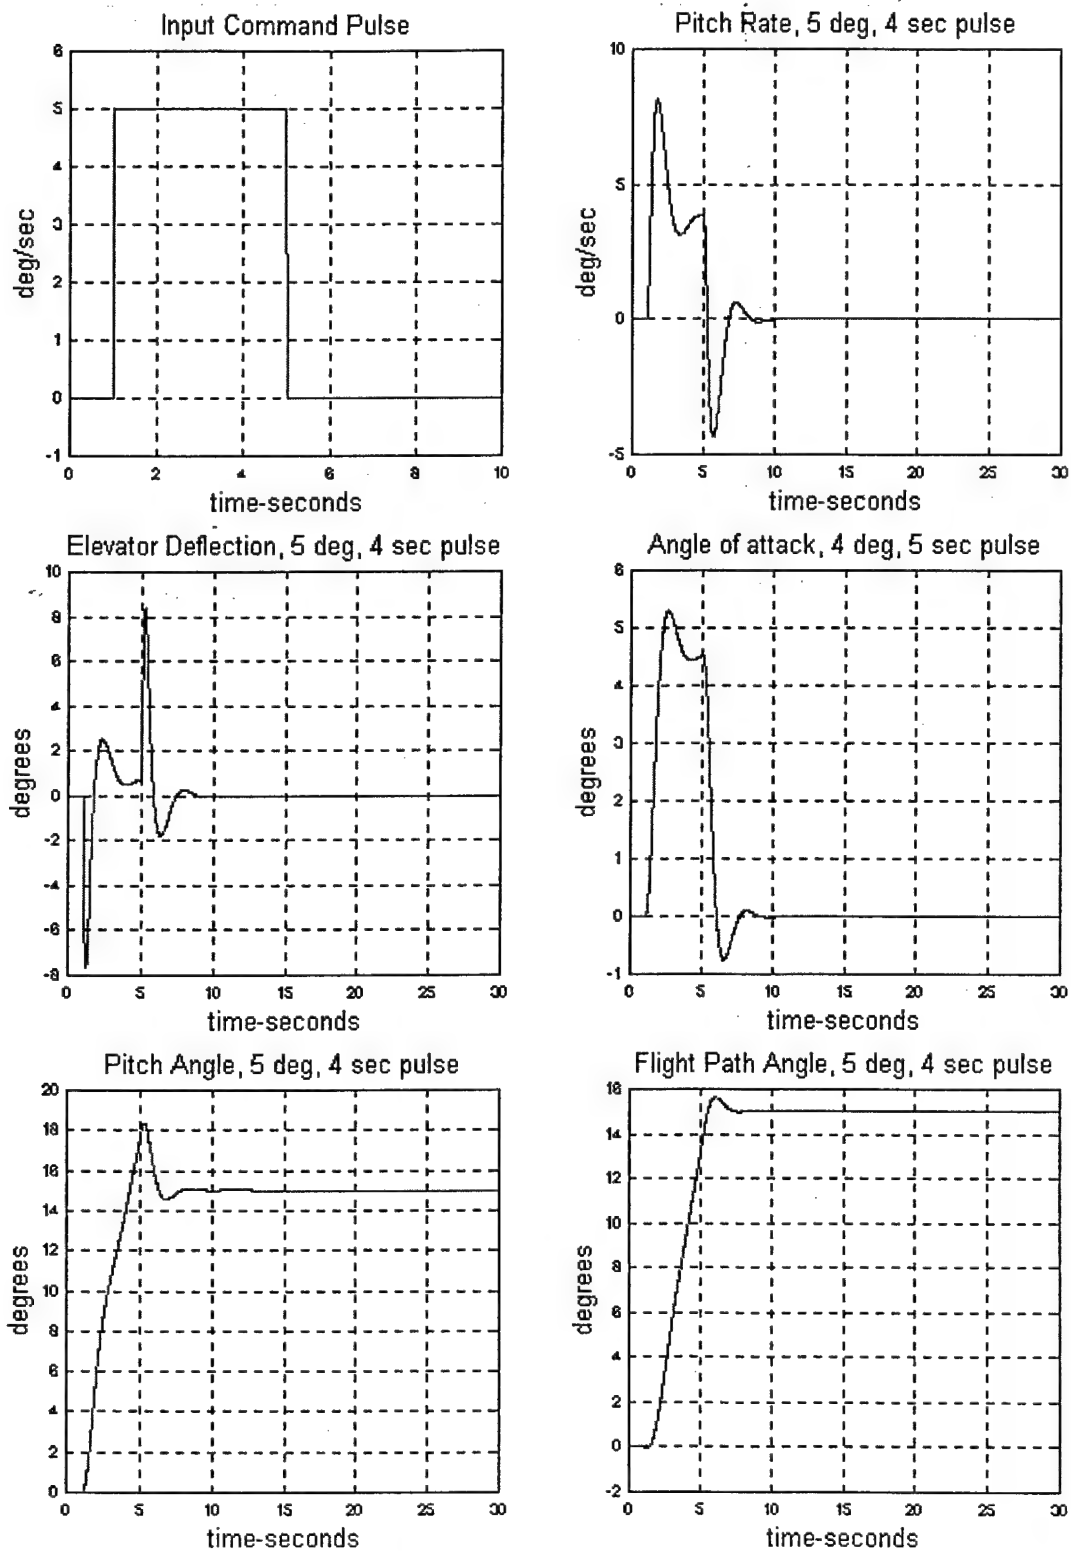 Input Command Pulse
6
5
4
3
2
1
0
-1
deg/sec
0 2 4 6 8 10
time-seconds
Pitch Rate, 5 deg, 4 sec pulse
10
5
0
-5
deg/sec
0 5 10 15 20 25 30
time-seconds
Elevator Deflection, 5 deg, 4 sec pulse
10
8
6
4
2
0
-2
-4
-6
-8
degrees
0 5 10 15 20 25 30
time-seconds
Angle of attack, 4 deg, 5 sec pulse
6
5
4
3
2
1
0
-1
degrees
0 5 10 15 20 25 30
time-seconds
Pitch Angle, 5 deg, 4 sec pulse
20
18
16
14
12
10
8
6
4
2
0
degrees
0 5 10 15 20 25 30
time-seconds
Flight Path Angle, 5 deg, 4 sec pulse
16
14
12
10
8
6
4
2
0
-2
degrees
0 5 10 15 20 25 30
time-seconds